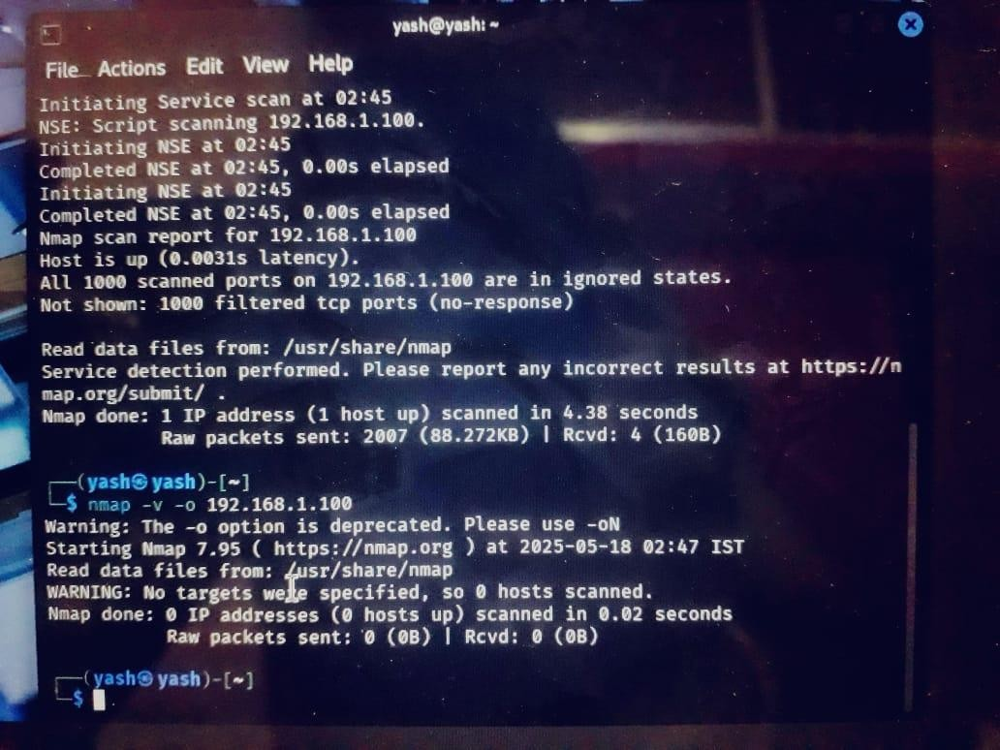 yash@yash: ~
File Actions Edit View Help
Initiating Service scan at 02:45
NSE: Script scanning 192.168.1.100.
Initiating NSE at 02:45
Completed NSE at 02:45, 0.00s elapsed
Initiating NSE at 02:45
Completed NSE at 02:45, 0.00s elapsed
Nmap scan report for 192.168.1.100
Host is up (0.0031s latency).
All 1000 scanned ports on 192.168.1.100 are in ignored states.
Not shown: 1000 filtered tcp ports (no-response)
Read data files from: /usr/share/nmap
Service detection performed. Please report any incorrect results at https://n
map.org/submit/ .
Nmap done: 1 IP address (1 host up) scanned in 4.38 seconds
Raw packets sent: 2007 (88.272KB) | Rcvd: 4 (160B)
┌──(yash㉿yash)-[~]
└─$ nmap -v -o 192.168.1.100
Warning: The -o option is deprecated. Please use -oN
Starting Nmap 7.95 ( https://nmap.org ) at 2025-05-18 02:47 IST
Read data files from: /usr/share/nmap
WARNING: No targets were specified, so 0 hosts scanned.
Nmap done: 0 IP addresses (0 hosts up) scanned in 0.02 seconds
Raw packets sent: 0 (0B) | Rcvd: 0 (0B)
┌──(yash㉿yash)-[~]
└─$